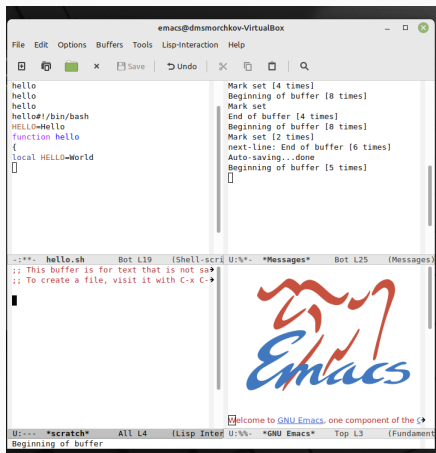 emacs@dmsmorchkov-VirtualBox
File Edit Options Buffers Tools Lisp-Interaction Help
Save Undo
hello
hello
hello
hello#!/bin/bash
HELLO=Hello
function hello
{
local HELLO=World
-:**- hello.sh Bot L19 (Shell-scri
Mark set [4 times]
Beginning of buffer [8 times]
Mark set
End of buffer [4 times]
Beginning of buffer [8 times]
Mark set [2 times]
next-line: End of buffer [6 times]
Auto-saving...done
Beginning of buffer [5 times]
U:%*- *Messages* Bot L25 (Messages)
;; This buffer is for text that is not sa
;; To create a file, visit it with C-x C-
U:--- *scratch* All L4 (Lisp Inter
Emacs
Welcome to GNU Emacs, one component of the G
U:%%- *GNU Emacs* Top L3 (Fundament
Beginning of buffer